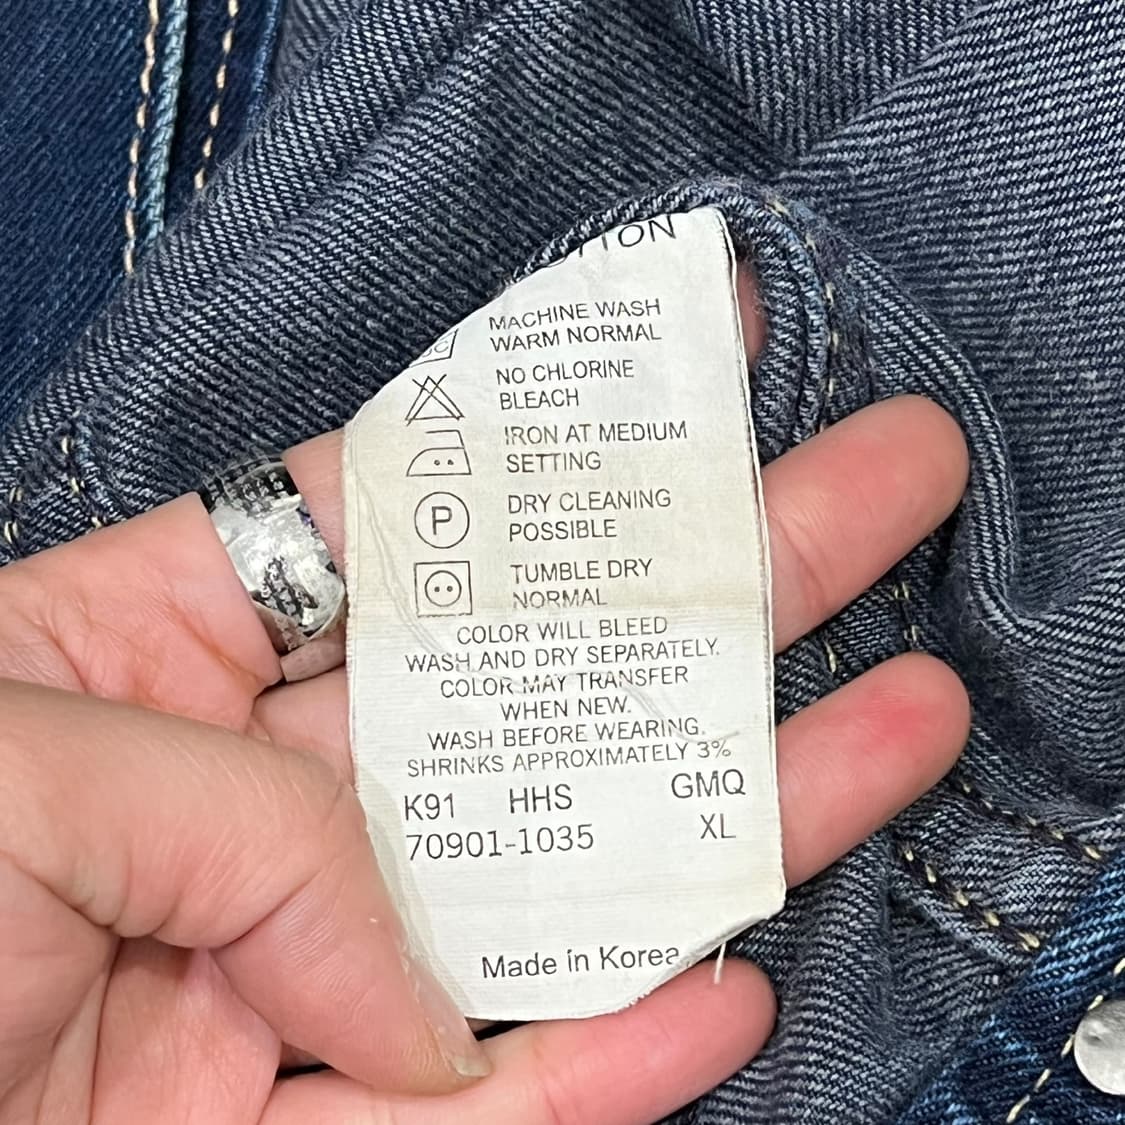 MACHINE WASH
WARM NORMAL
NO CHLORINE
BLEACH
IRON AT MEDIUM
SETTING
P
DRY CLEANING
POSSIBLE
TUMBLE DRY
NORMAL
COLOR WILL BLEED
WASH AND DRY SEPARATELY.
COLOR MAY TRANSFER
WHEN NEW.
WASH BEFORE WEARING.
SHRINKS APPROXIMATELY 3%
K91 HHS GMQ
70901-1035 XL
Made in Korea